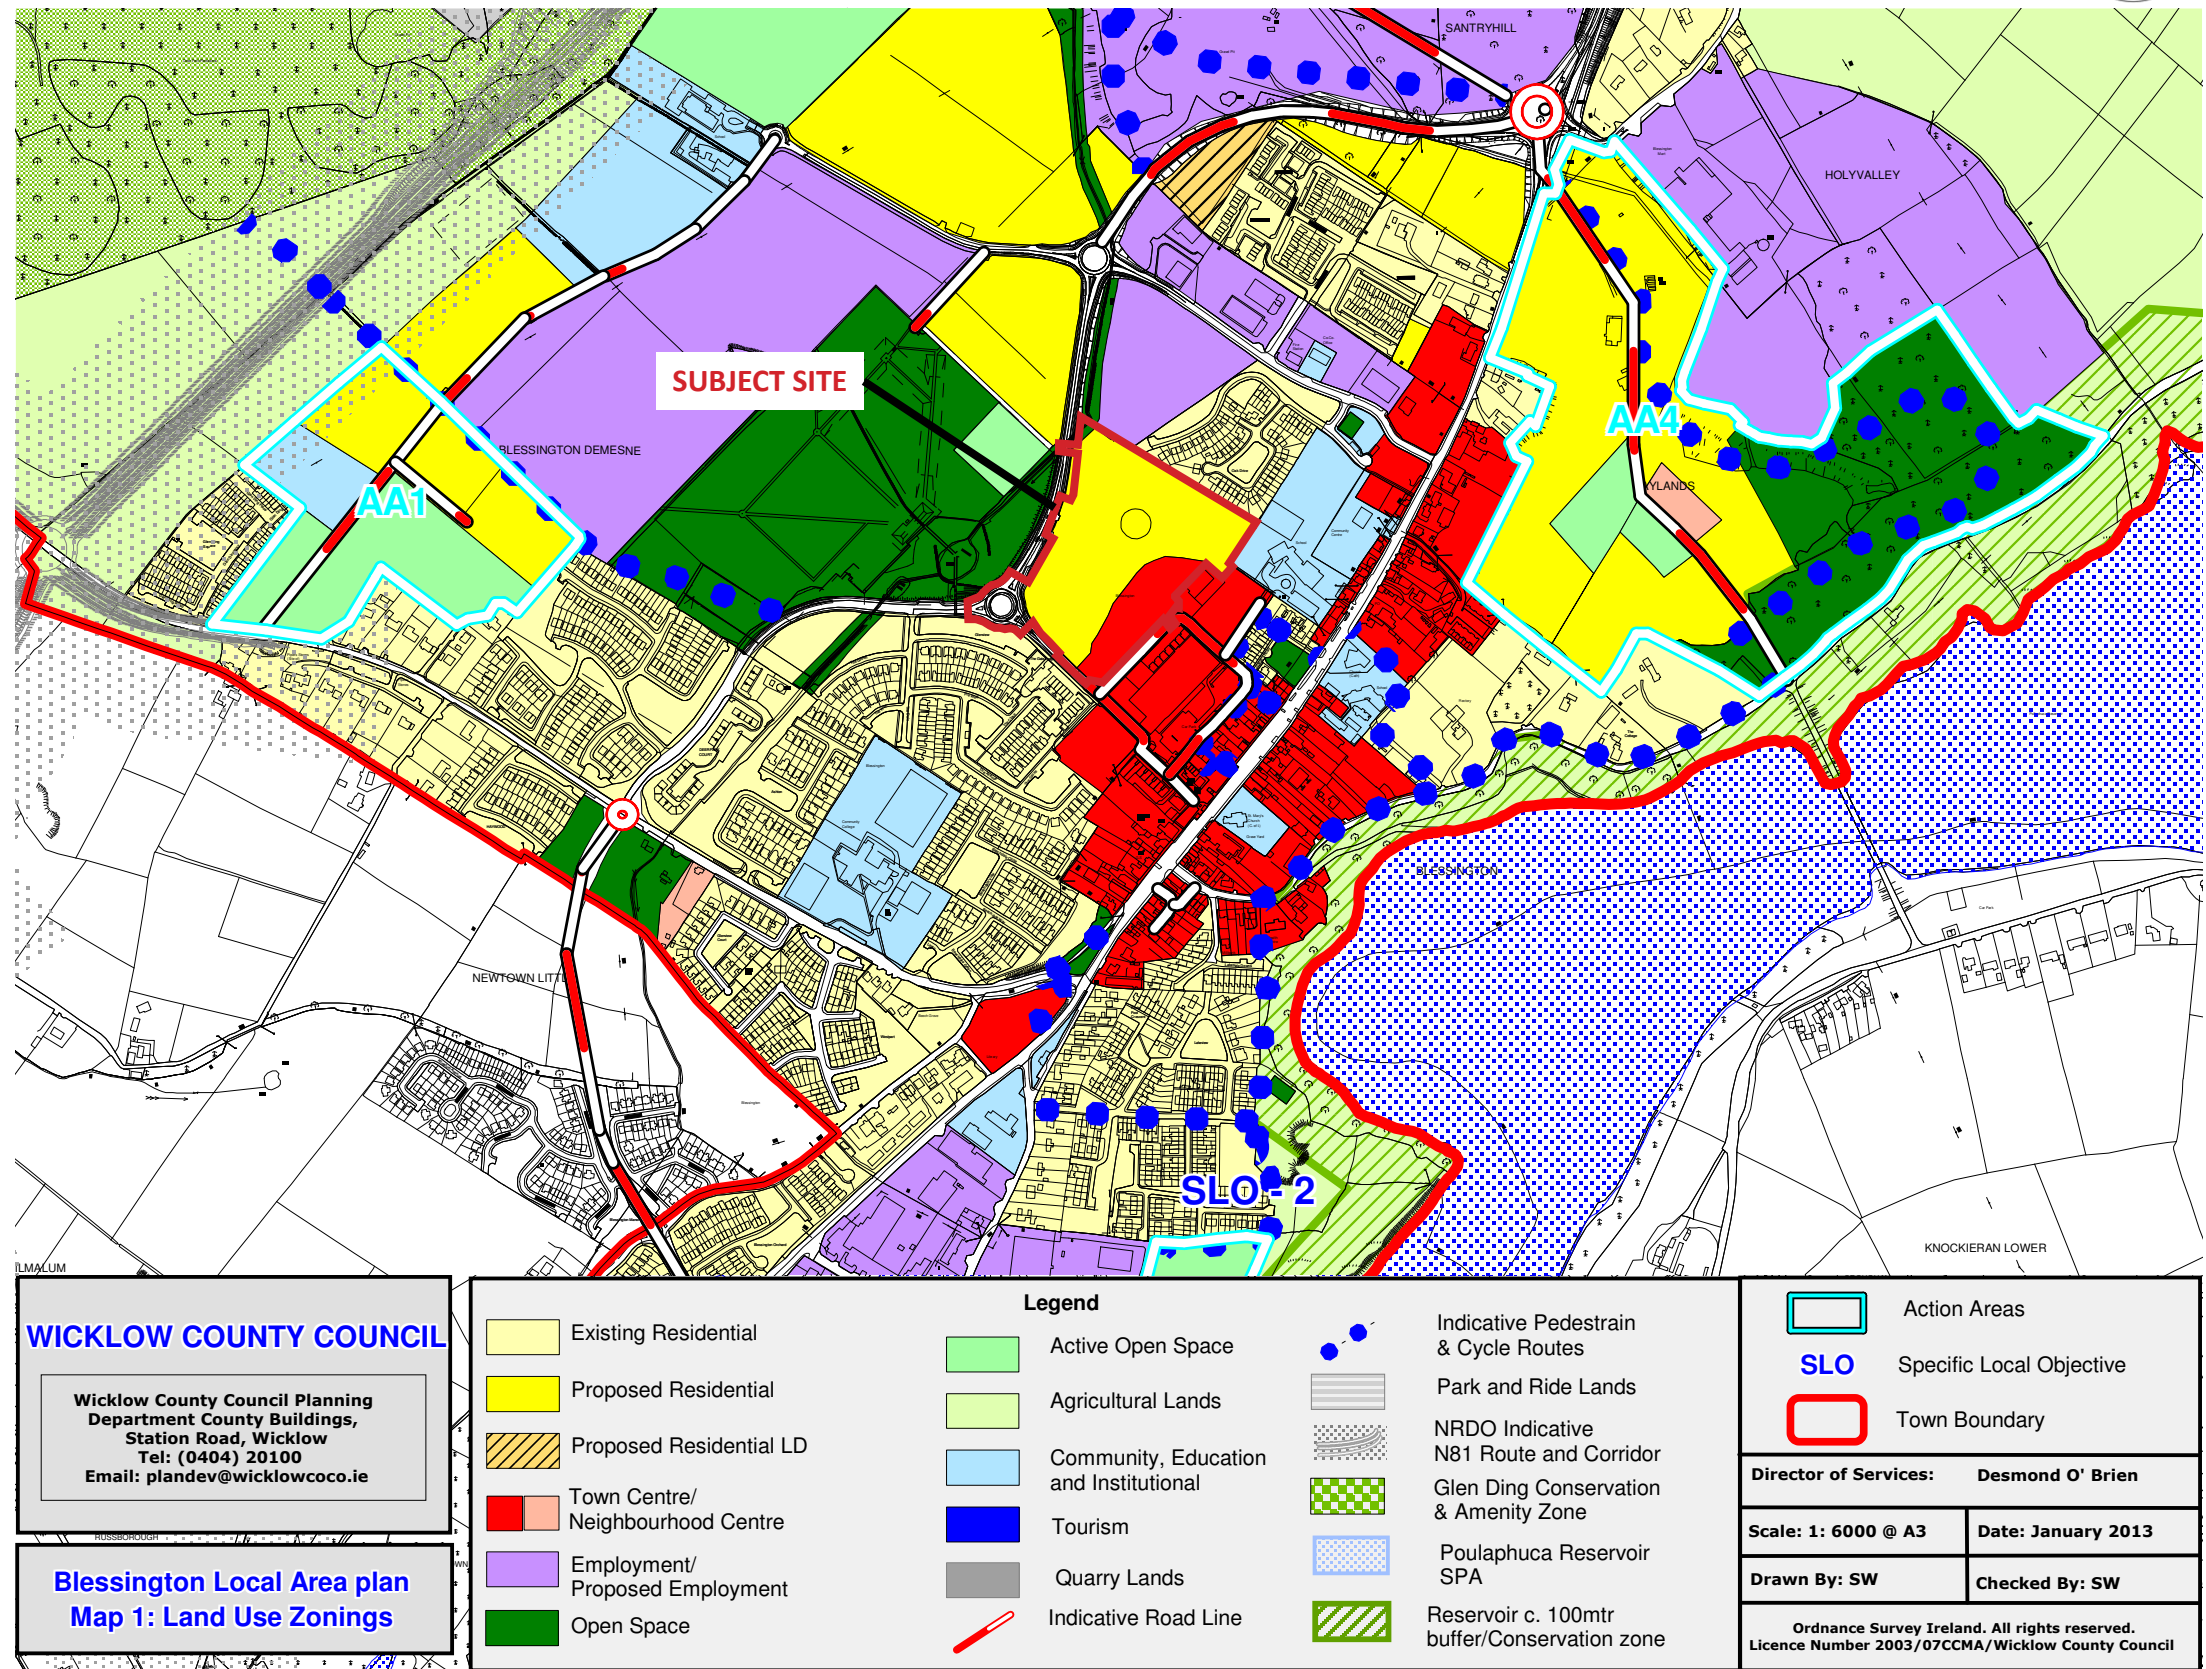 SANTRYHILL
HOLYVALLEY
SUBJECT SITE
BLESSINGTON DEMESNE
AA1
AA4
YLANDS
BLESSINGTON
NEWTOWN LITTL
SLO - 2
KNOCKIERAN LOWER
ILMALUM
WICKLOW COUNTY COUNCIL
Wicklow County Council Planning
Department County Buildings,
Station Road, Wicklow
Tel: (0404) 20100
Email: plandev@wicklowcoco.ie
RUSSBOROUGH
Blessington Local Area plan
Map 1: Land Use Zonings
Legend
Existing Residential
Proposed Residential
Proposed Residential LD
Town Centre/
Neighbourhood Centre
Employment/
Proposed Employment
Open Space
Active Open Space
Agricultural Lands
Community, Education
and Institutional
Tourism
Quarry Lands
Indicative Road Line
Indicative Pedestrain
& Cycle Routes
Park and Ride Lands
NRDO Indicative
N81 Route and Corridor
Glen Ding Conservation
& Amenity Zone
Poulaphuca Reservoir
SPA
Reservoir c. 100mtr
buffer/Conservation zone
Action Areas
SLO Specific Local Objective
Town Boundary
Director of Services: Desmond O' Brien
Scale: 1: 6000 @ A3 Date: January 2013
Drawn By: SW Checked By: SW
Ordnance Survey Ireland. All rights reserved.
Licence Number 2003/07CCMA/Wicklow County Council